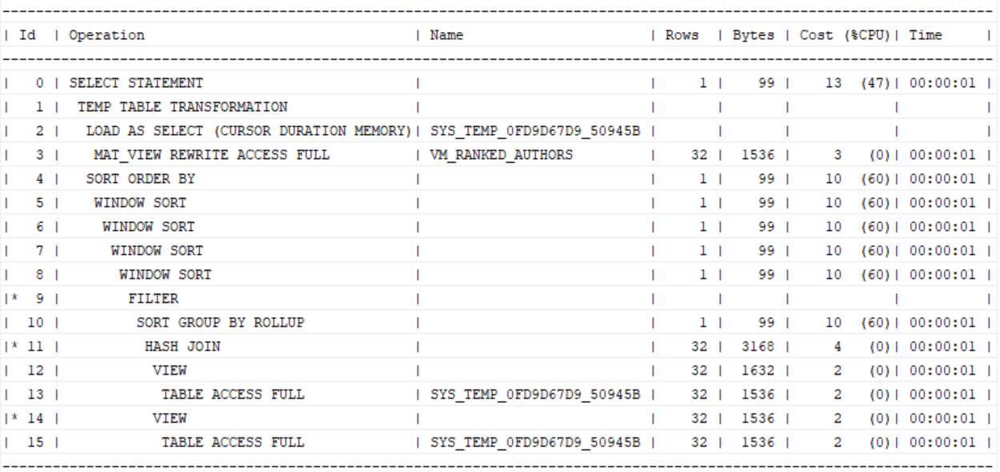 ------------------------------------------------------------------------------------------------------------------------
| Id  | Operation                                | Name                      | Rows  | Bytes | Cost (%CPU)| Time     |
------------------------------------------------------------------------------------------------------------------------
|   0 | SELECT STATEMENT                         |                           |     1 |    99 |    13  (47)| 00:00:01 |
|   1 |  TEMP TABLE TRANSFORMATION               |                           |       |       |            |          |
|   2 |   LOAD AS SELECT (CURSOR DURATION MEMORY)| SYS_TEMP_0FD9D67D9_50945B |       |       |            |          |
|   3 |    MAT_VIEW REWRITE ACCESS FULL          | VM_RANKED_AUTHORS         |    32 |  1536 |     3   (0)| 00:00:01 |
|   4 |   SORT ORDER BY                          |                           |     1 |    99 |    10  (60)| 00:00:01 |
|   5 |    WINDOW SORT                           |                           |     1 |    99 |    10  (60)| 00:00:01 |
|   6 |     WINDOW SORT                          |                           |     1 |    99 |    10  (60)| 00:00:01 |
|   7 |      WINDOW SORT                         |                           |     1 |    99 |    10  (60)| 00:00:01 |
|   8 |       WINDOW SORT                        |                           |     1 |    99 |    10  (60)| 00:00:01 |
|*  9 |        FILTER                            |                           |       |       |            |          |
|  10 |         SORT GROUP BY ROLLUP             |                           |     1 |    99 |    10  (60)| 00:00:01 |
|* 11 |          HASH JOIN                       |                           |    32 |  3168 |     4   (0)| 00:00:01 |
|  12 |           VIEW                           |                           |    32 |  1632 |     2   (0)| 00:00:01 |
|  13 |            TABLE ACCESS FULL             | SYS_TEMP_0FD9D67D9_50945B |    32 |  1536 |     2   (0)| 00:00:01 |
|* 14 |           VIEW                           |                           |    32 |  1536 |     2   (0)| 00:00:01 |
|  15 |            TABLE ACCESS FULL             | SYS_TEMP_0FD9D67D9_50945B |    32 |  1536 |     2   (0)| 00:00:01 |
------------------------------------------------------------------------------------------------------------------------